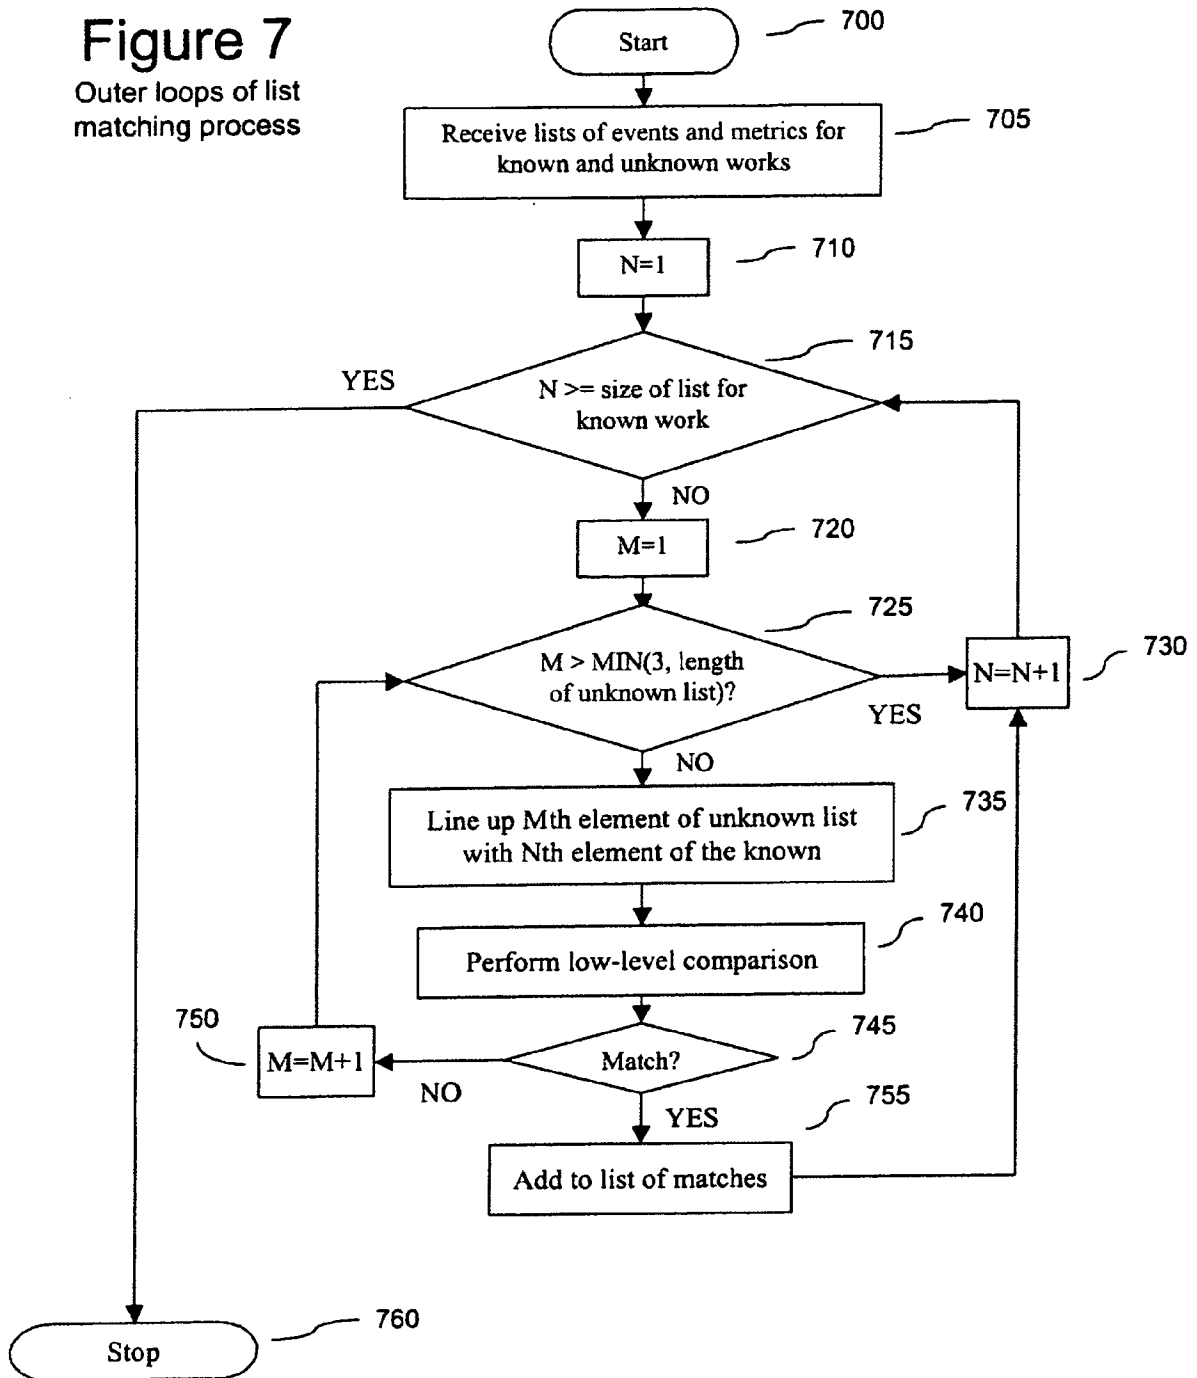 Figure 7
Outer loops of list
matching process
Start
700
Receive lists of events and metrics for
known and unknown works
705
N=1
710
715
YES
N >= size of list for
known work
NO
M=1
720
725
M > MIN(3, length
of unknown list)?
YES
N=N+1
730
NO
Line up Mth element of unknown list
with Nth element of the known
735
740
Perform low-level comparison
750
M=M+1
NO
Match?
745
YES
755
Add to list of matches
Stop
760